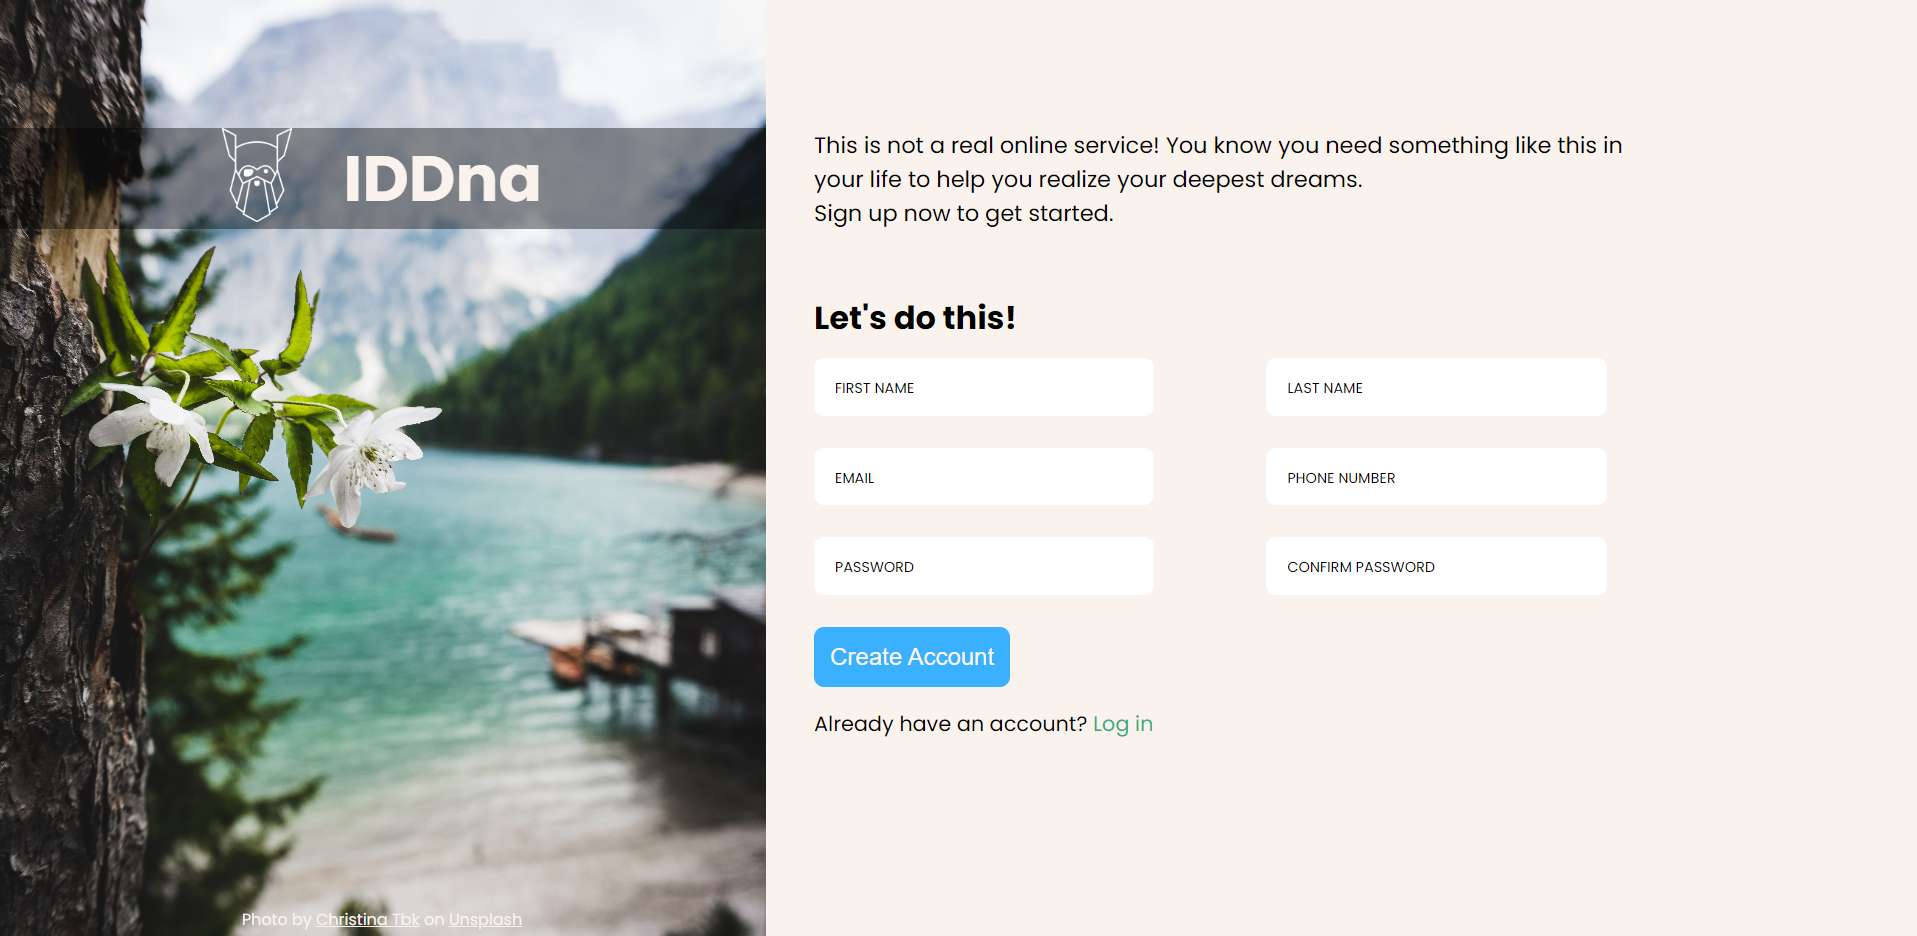 IDDna
Photo by Christina Tbk on Unsplash
This is not a real online service! You know you need something like this in
your life to help you realize your deepest dreams.
Sign up now to get started.
Let's do this!
FIRST NAME
LAST NAME
EMAIL
PHONE NUMBER
PASSWORD
CONFIRM PASSWORD
Create Account
Already have an account? Log in